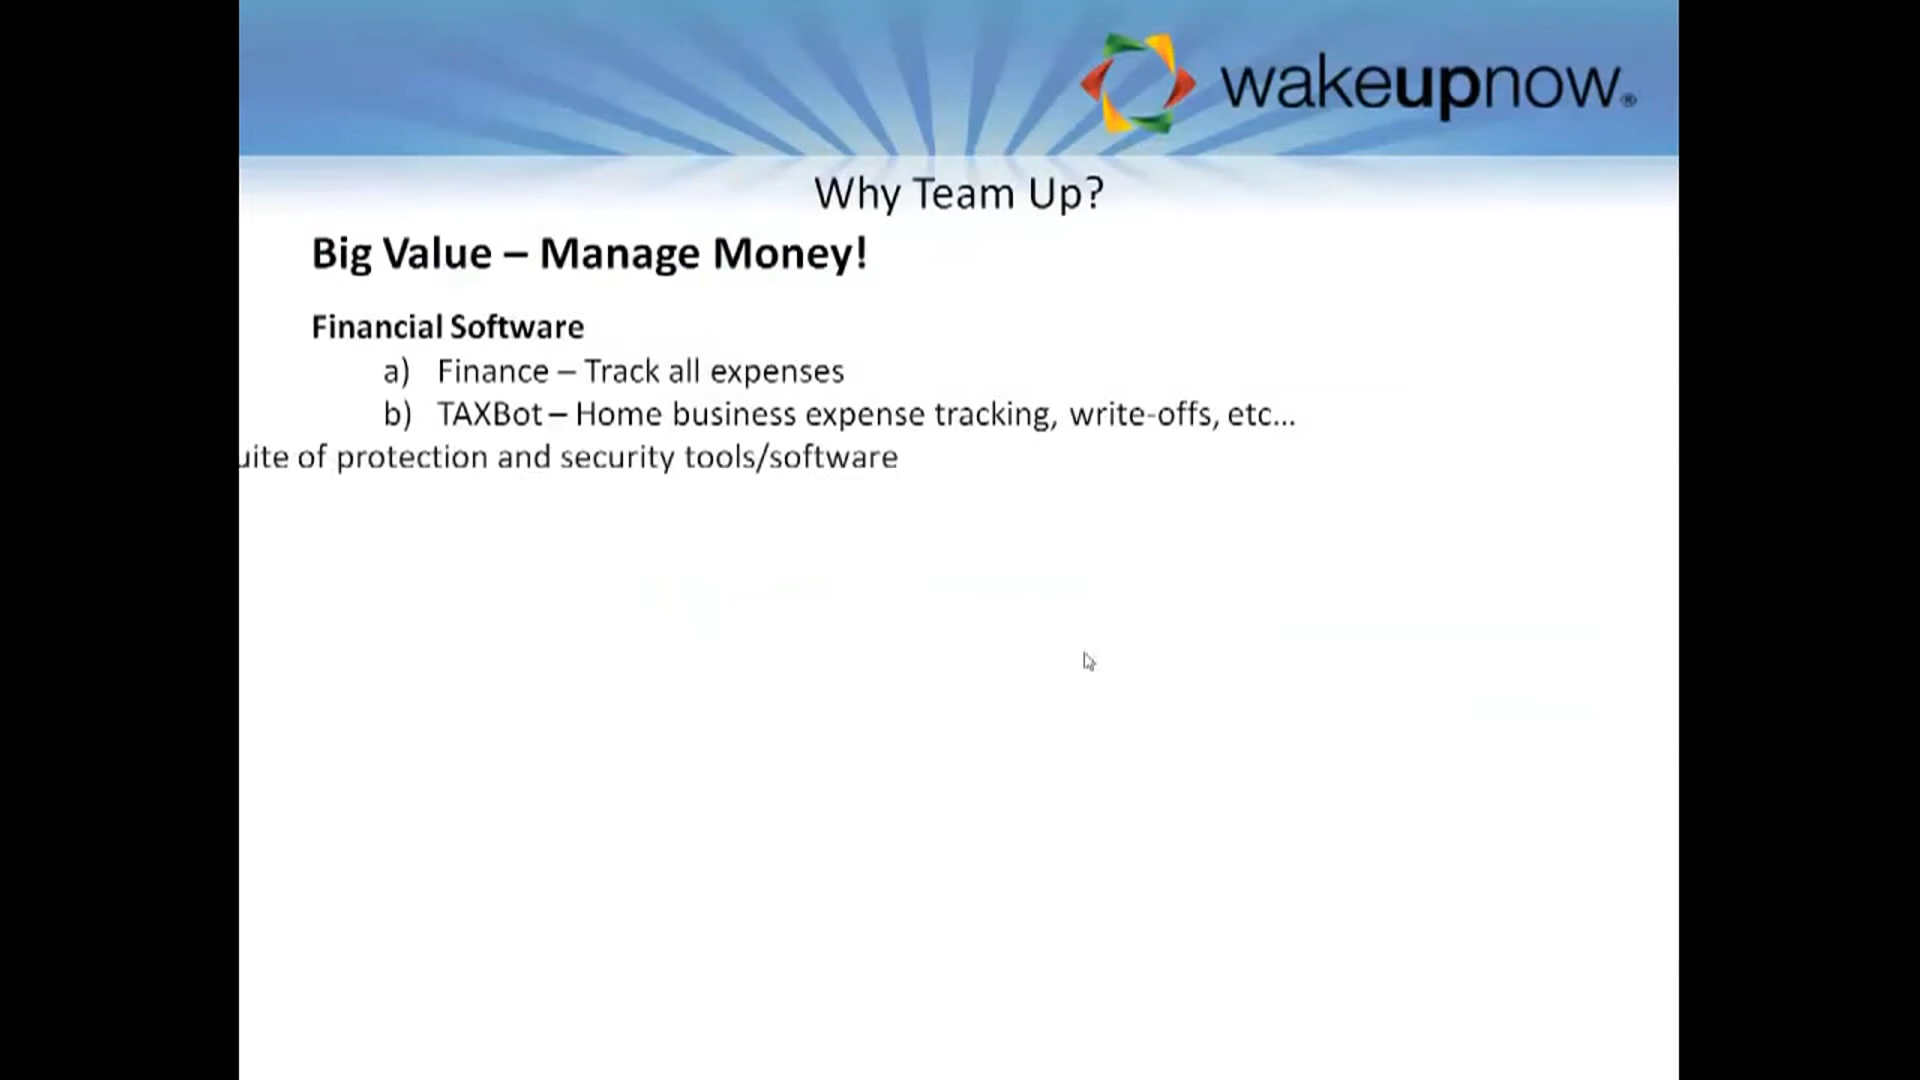 wakeupnow®
Why Team Up?
Big Value – Manage Money!
Financial Software
a) Finance – Track all expenses
b) TAXBot – Home business expense tracking, write-offs, etc...
of protection and security tools/software